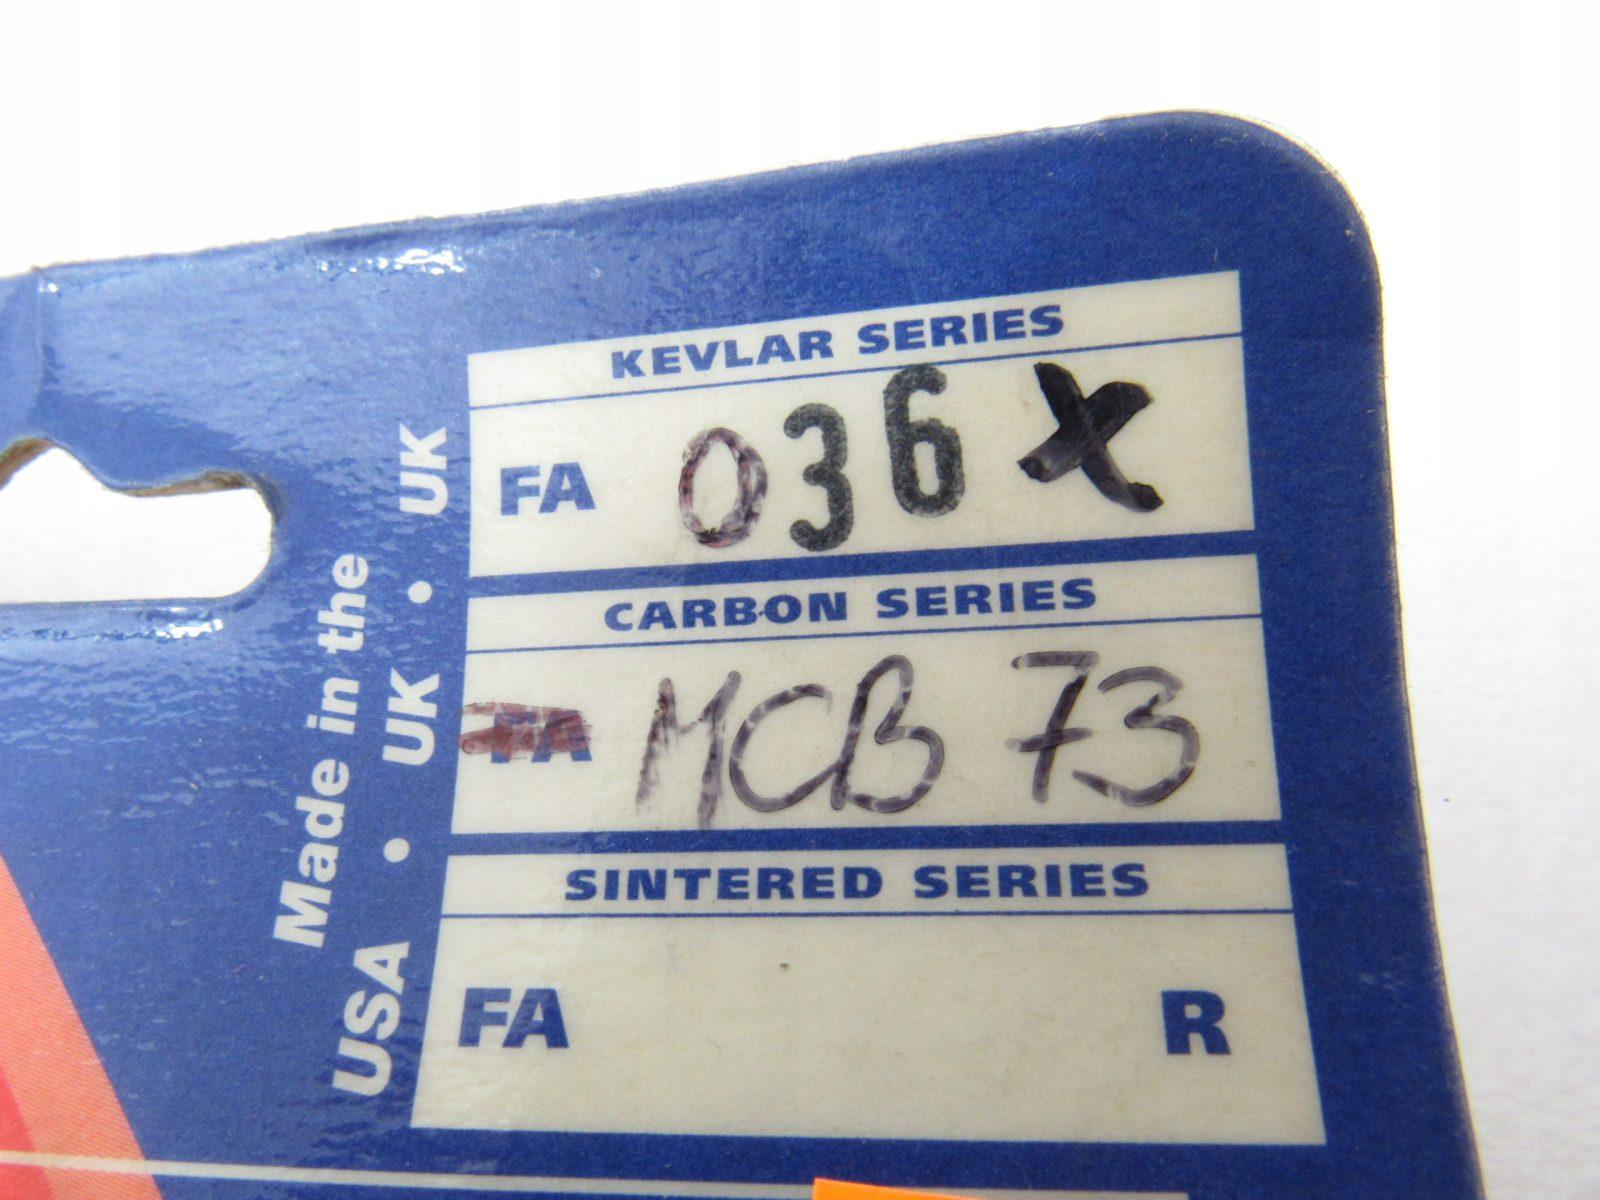 KEVLAR SERIES
FA 036 X
CARBON SERIES
FA MCB 73
SINTERED SERIES
FA R
Made in the
USA • UK • UK